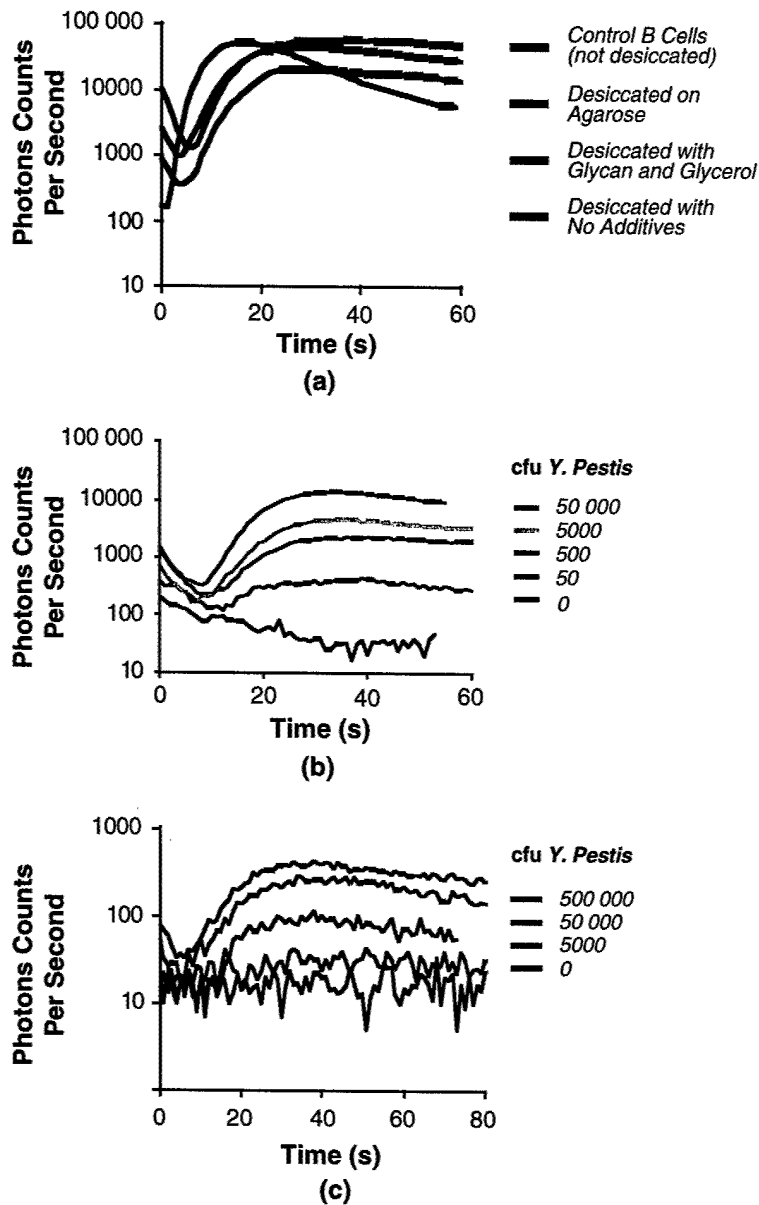 100 000
10000
1000
100
10
Photons Counts
Per Second
0 20 40 60
Time (s)
(a)
Control B Cells
(not desiccated)
Desiccated on
Agarose
Desiccated with
Glycan and Glycerol
Desiccated with
No Additives
100 000
10000
1000
100
10
Photons Counts
Per Second
0 20 40 60
Time (s)
(b)
cfu Y. Pestis
50 000
5000
500
50
0
1000
100
10
Photons Counts
Per Second
0 20 40 60 80
Time (s)
(c)
cfu Y. Pestis
500 000
50 000
5000
0